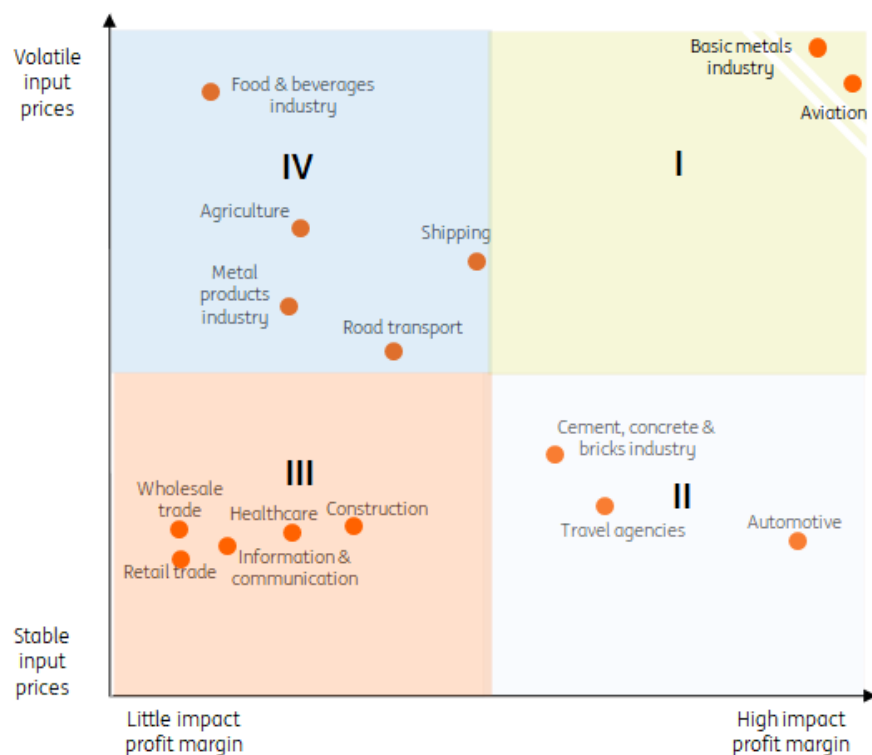 Volatile
input
prices
Basic metals
industry
Food & beverages
industry
Aviation
IV
I
Agriculture
Shipping
Metal
products
industry
Road transport
Cement, concrete &
bricks industry
III
II
Wholesale
trade
Healthcare
Construction
Travel agencies
Automotive
Information &
communication
Retail trade
Stable
input
prices
Little impact
profit margin
High impact
profit margin